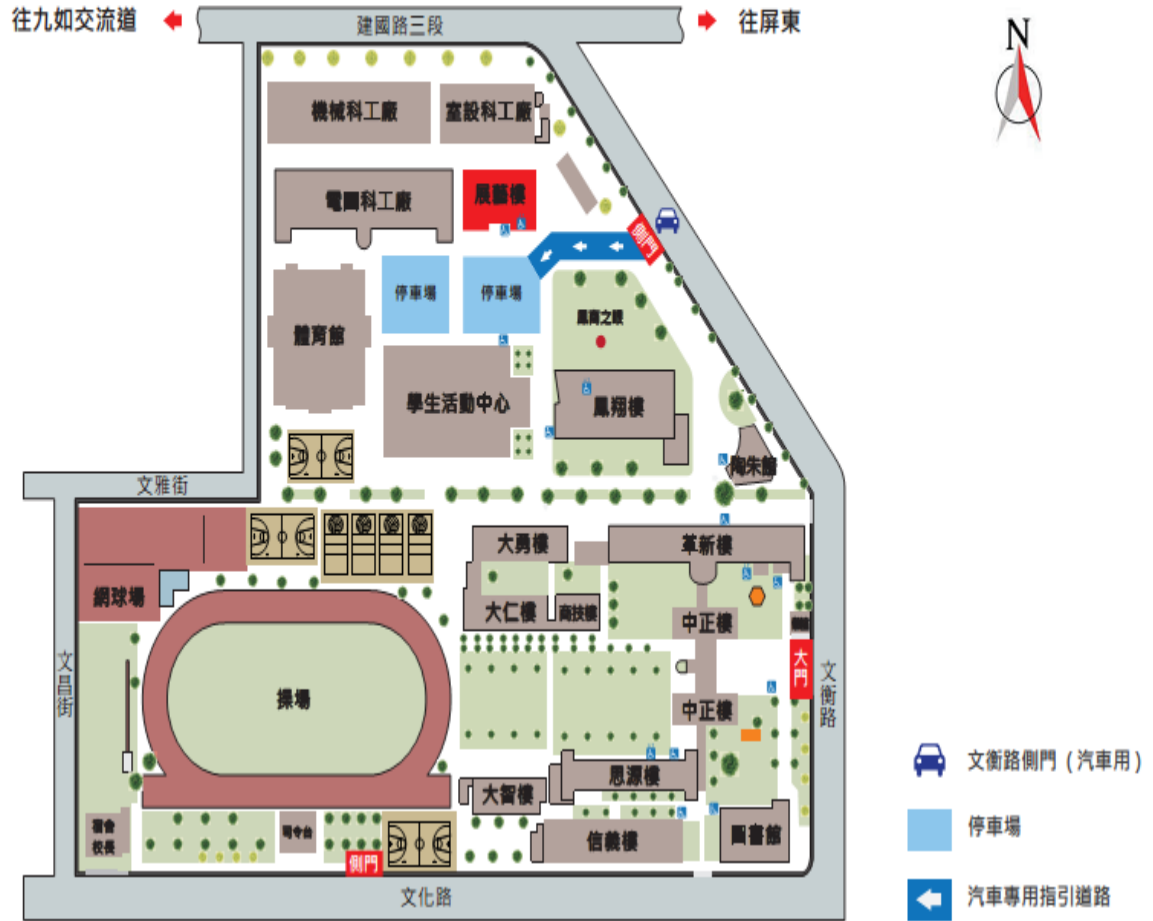 往九如交流道
建國路三段
往屏東
N
機械科工廠
室設科工廠
電圖科工廠
展藝樓
側門
停車場
停車場
體育館
鳳商之眼
學生活動中心
鳳翔樓
陶朱館
文雅街
大勇樓
革新樓
網球場
大仁樓
商技樓
中正樓
大門
文昌街
操場
文衡路
中正樓
文衡路側門(汽車用)
思源樓
大智樓
停車場
宿舍
校長
司令台
信義樓
圖書館
側門
文化路
汽車專用指引道路